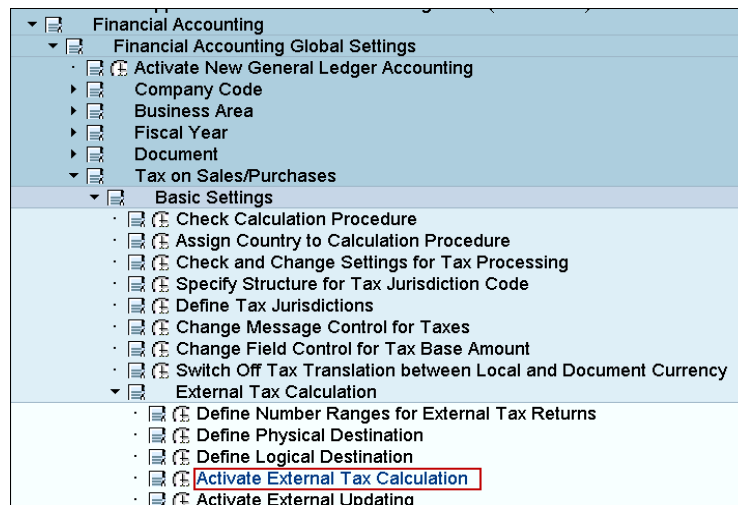 Financial Accounting
Financial Accounting Global Settings
Activate New General Ledger Accounting
Company Code
Business Area
Fiscal Year
Document
Tax on Sales/Purchases
Basic Settings
Check Calculation Procedure
Assign Country to Calculation Procedure
Check and Change Settings for Tax Processing
Specify Structure for Tax Jurisdiction Code
Define Tax Jurisdictions
Change Message Control for Taxes
Change Field Control for Tax Base Amount
Switch Off Tax Translation between Local and Document Currency
External Tax Calculation
Define Number Ranges for External Tax Returns
Define Physical Destination
Define Logical Destination
Activate External Tax Calculation
Activate External Updating